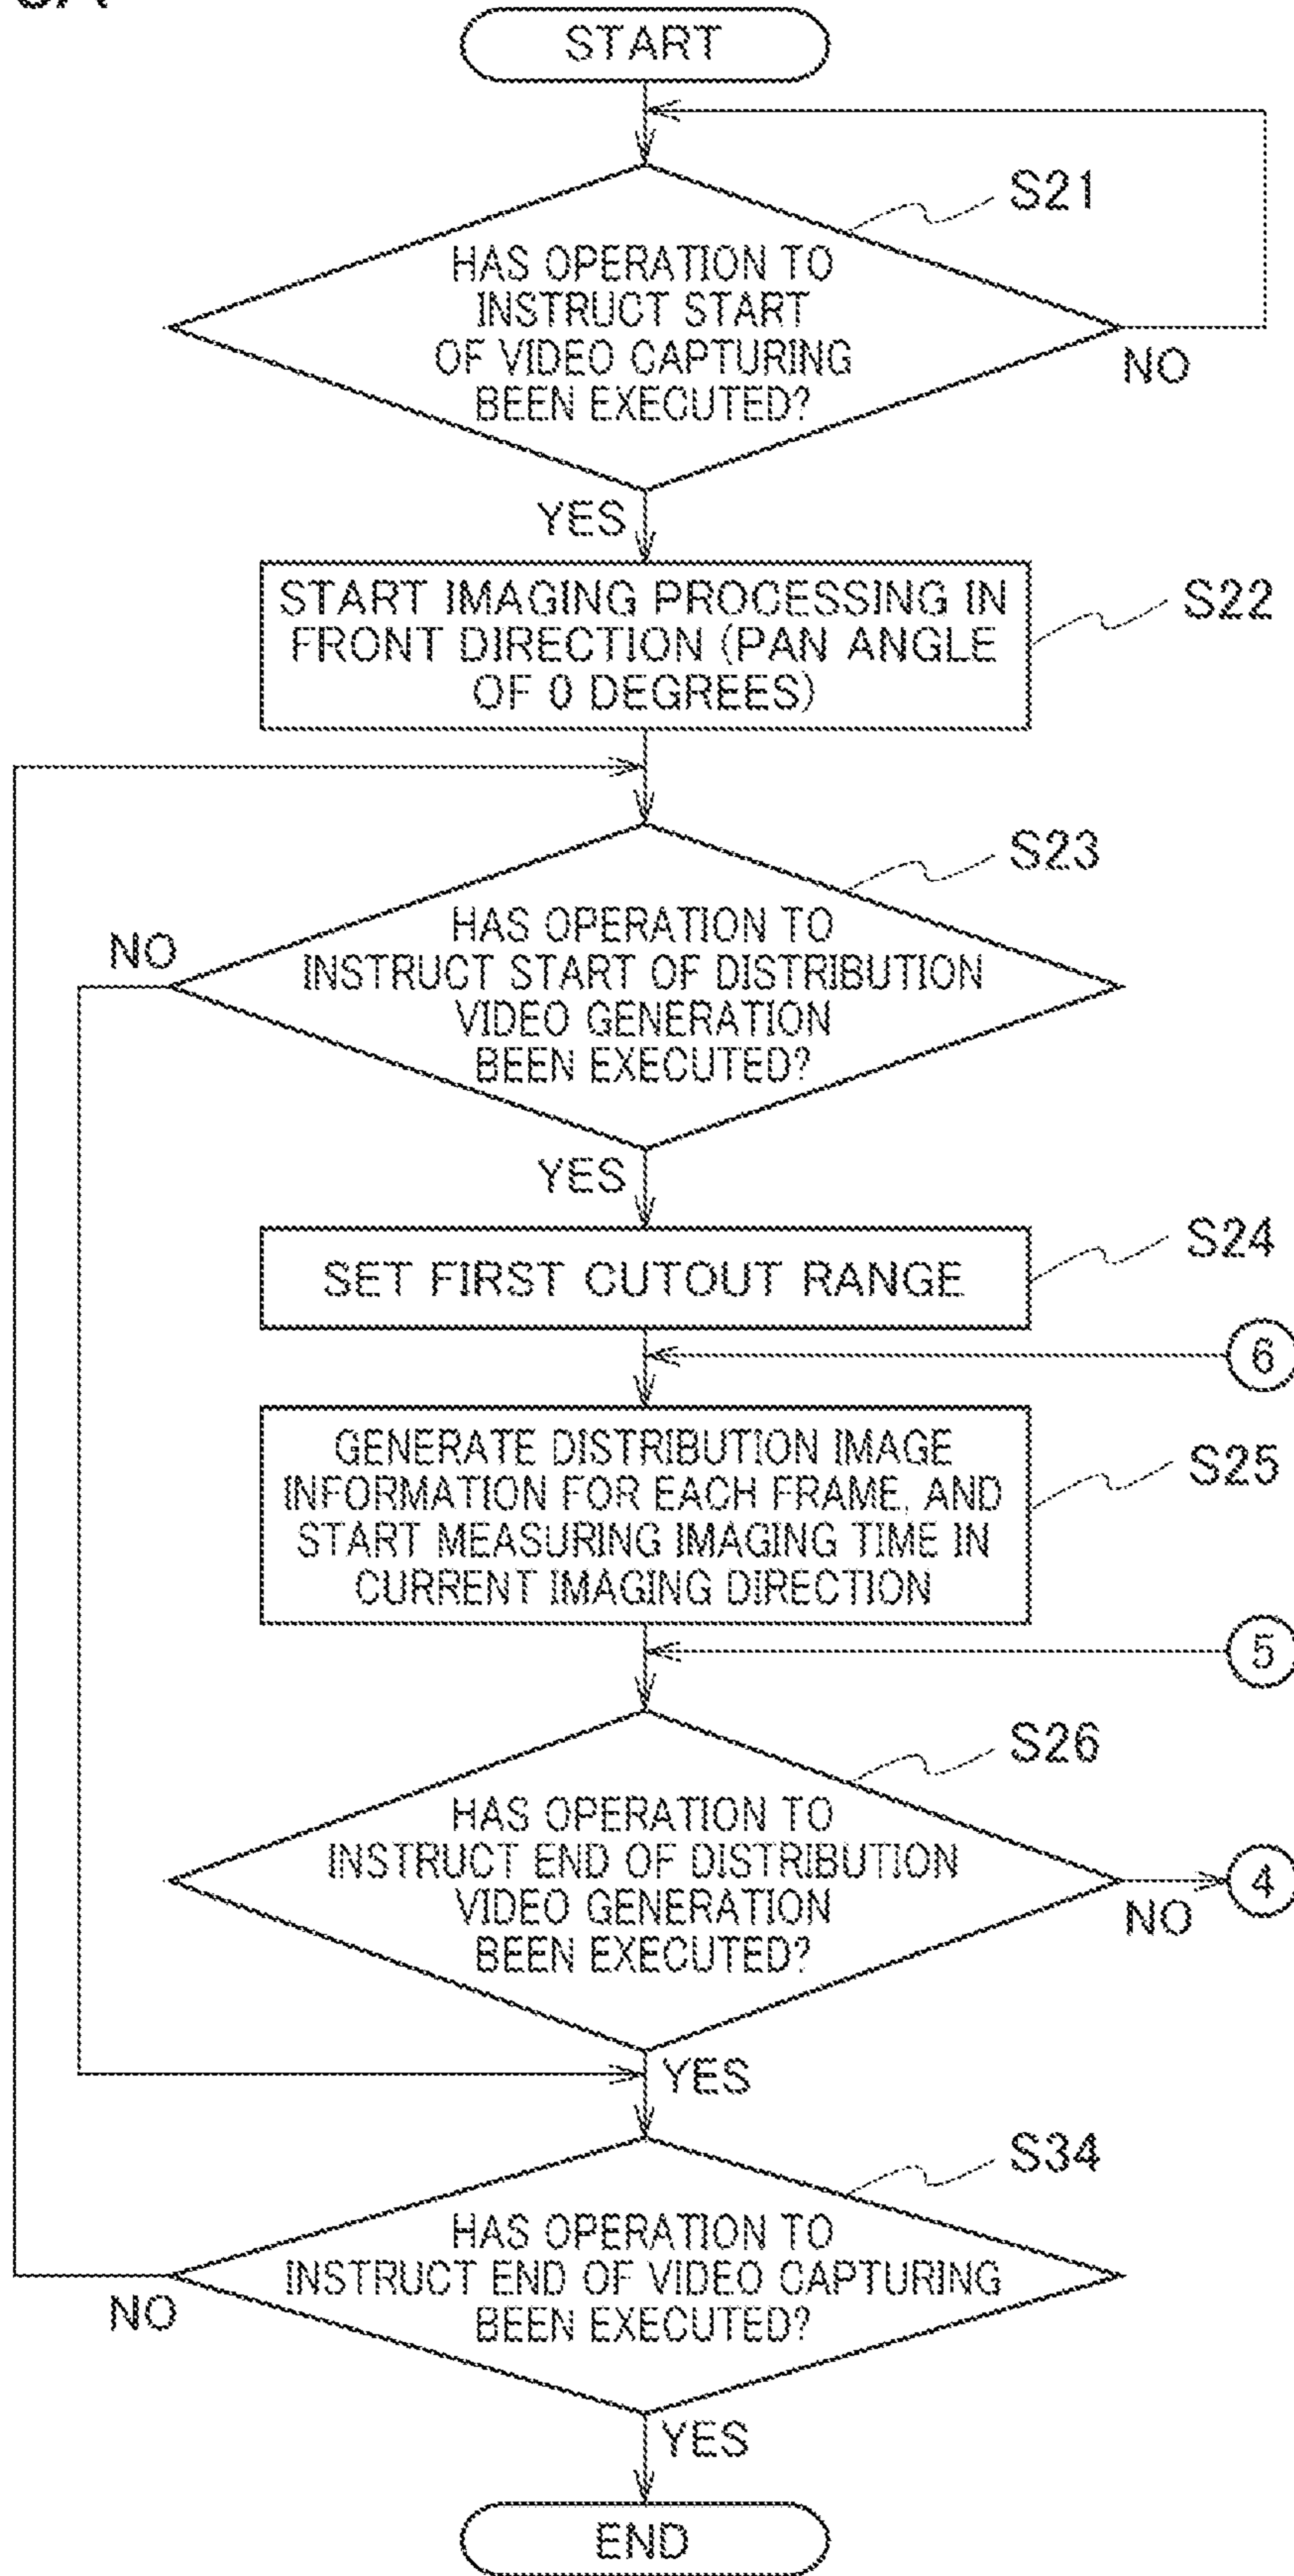 START
S21
HAS OPERATION TO
INSTRUCT START
OF VIDEO CAPTURING
BEEN EXECUTED?
NO
YES
START IMAGING PROCESSING IN
FRONT DIRECTION (PAN ANGLE
OF 0 DEGREES)
S22
S23
HAS OPERATION TO
INSTRUCT START OF DISTRIBUTION
VIDEO GENERATION
BEEN EXECUTED?
NO
YES
SET FIRST CUTOUT RANGE
S24
6
GENERATE DISTRIBUTION IMAGE
INFORMATION FOR EACH FRAME, AND
START MEASURING IMAGING TIME IN
CURRENT IMAGING DIRECTION
S25
5
S26
HAS OPERATION TO
INSTRUCT END OF DISTRIBUTION
VIDEO GENERATION
BEEN EXECUTED?
NO
4
YES
S34
HAS OPERATION TO
INSTRUCT END OF VIDEO CAPTURING
BEEN EXECUTED?
NO
YES
END